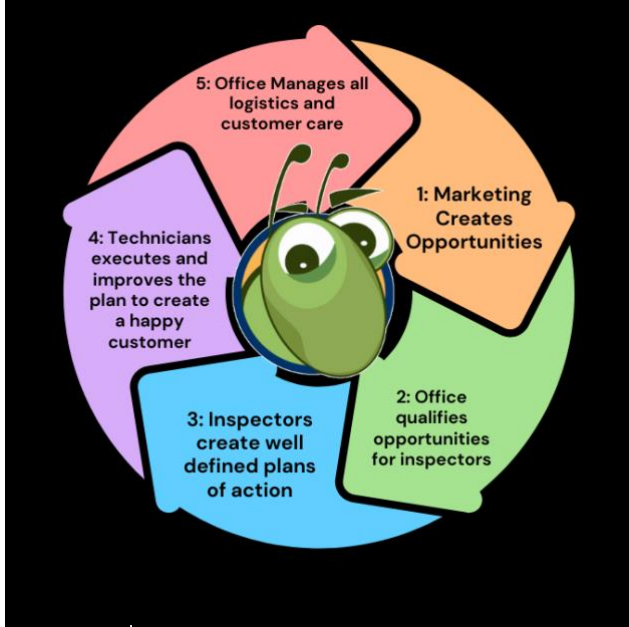 1: Marketing
Creates
Opportunities
2: Office
qualifies
opportunities
for inspectors
3: Inspectors
create well
defined plans
of action
4: Technicians
executes and
improves the
plan to create
a happy
customer
5: Office Manages all
logistics and
customer care